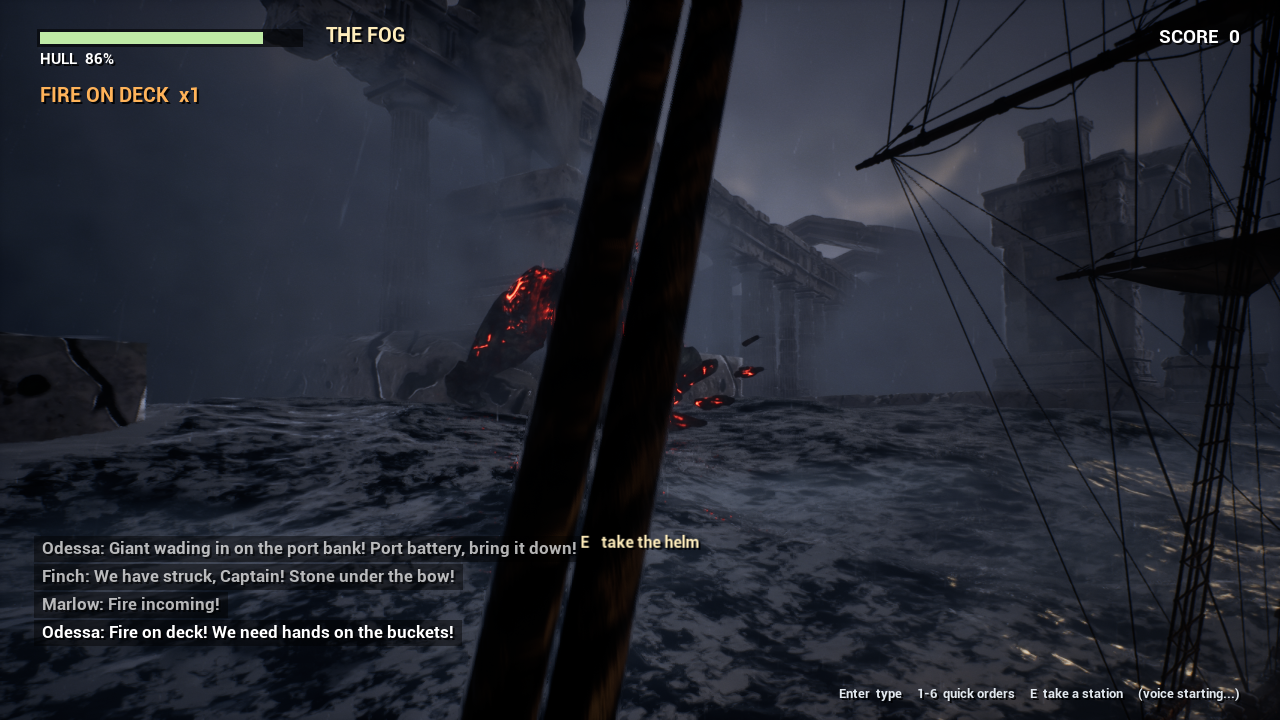 THE FOG
SCORE 0
HULL 86%
FIRE ON DECK x1
Odessa: Giant wading in on the port bank! Port battery, bring it down!
E take the helm
Finch: We have struck, Captain! Stone under the bow!
Marlow: Fire incoming!
Odessa: Fire on deck! We need hands on the buckets!
Enter type 1-6 quick orders E take a station (voice starting...)